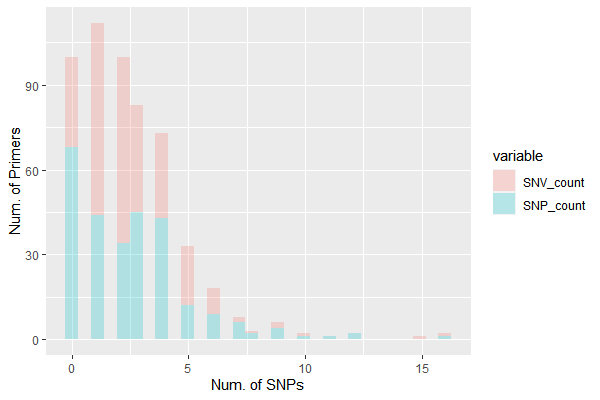 90
60
30
0
Num. of Primers
0 5 10 15
Num. of SNPs
variable
SNV_count
SNP_count